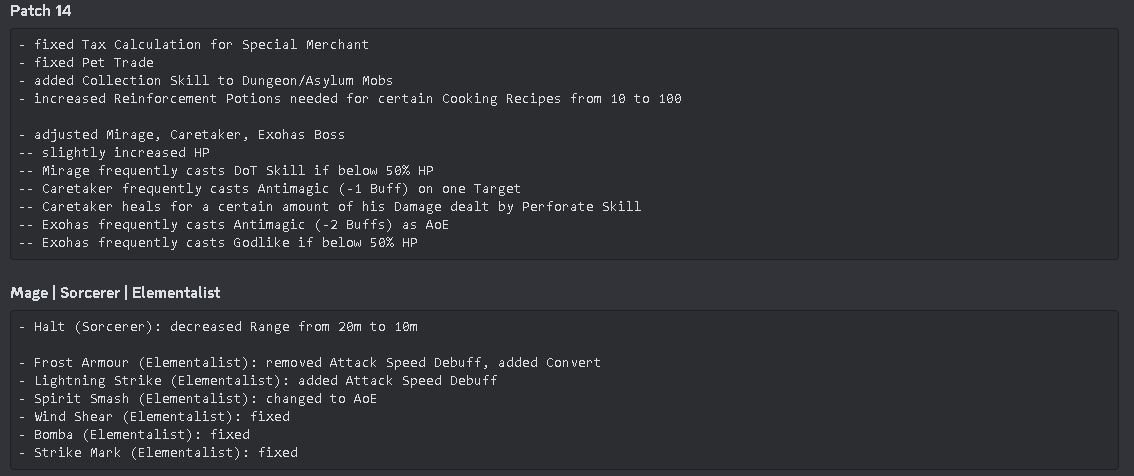 Patch 14
- fixed Tax Calculation for Special Merchant
- fixed Pet Trade
- added Collection Skill to Dungeon/Asylum Mobs
- increased Reinforcement Potions needed for certain Cooking Recipes from 10 to 100
- adjusted Mirage, Caretaker, Exohas Boss
-- slightly increased HP
-- Mirage frequently casts DoT Skill if below 50% HP
-- Caretaker frequently casts Antimagic (-1 Buff) on one Target
-- Caretaker heals for a certain amount of his Damage dealt by Perforate Skill
-- Exohas frequently casts Antimagic (-2 Buffs) as AoE
-- Exohas frequently casts Godlike if below 50% HP
Mage | Sorcerer | Elementalist
- Halt (Sorcerer): decreased Range from 20m to 10m
- Frost Armour (Elementalist): removed Attack Speed Debuff, added Convert
- Lightning Strike (Elementalist): added Attack Speed Debuff
- Spirit Smash (Elementalist): changed to AoE
- Wind Shear (Elementalist): fixed
- Bomba (Elementalist): fixed
- Strike Mark (Elementalist): fixed